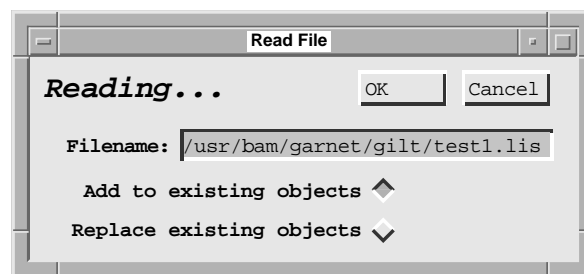 Read File
Reading... OK Cancel
Filename: /usr/bam/garnet/gilt/test1.lis
Add to existing objects
Replace existing objects